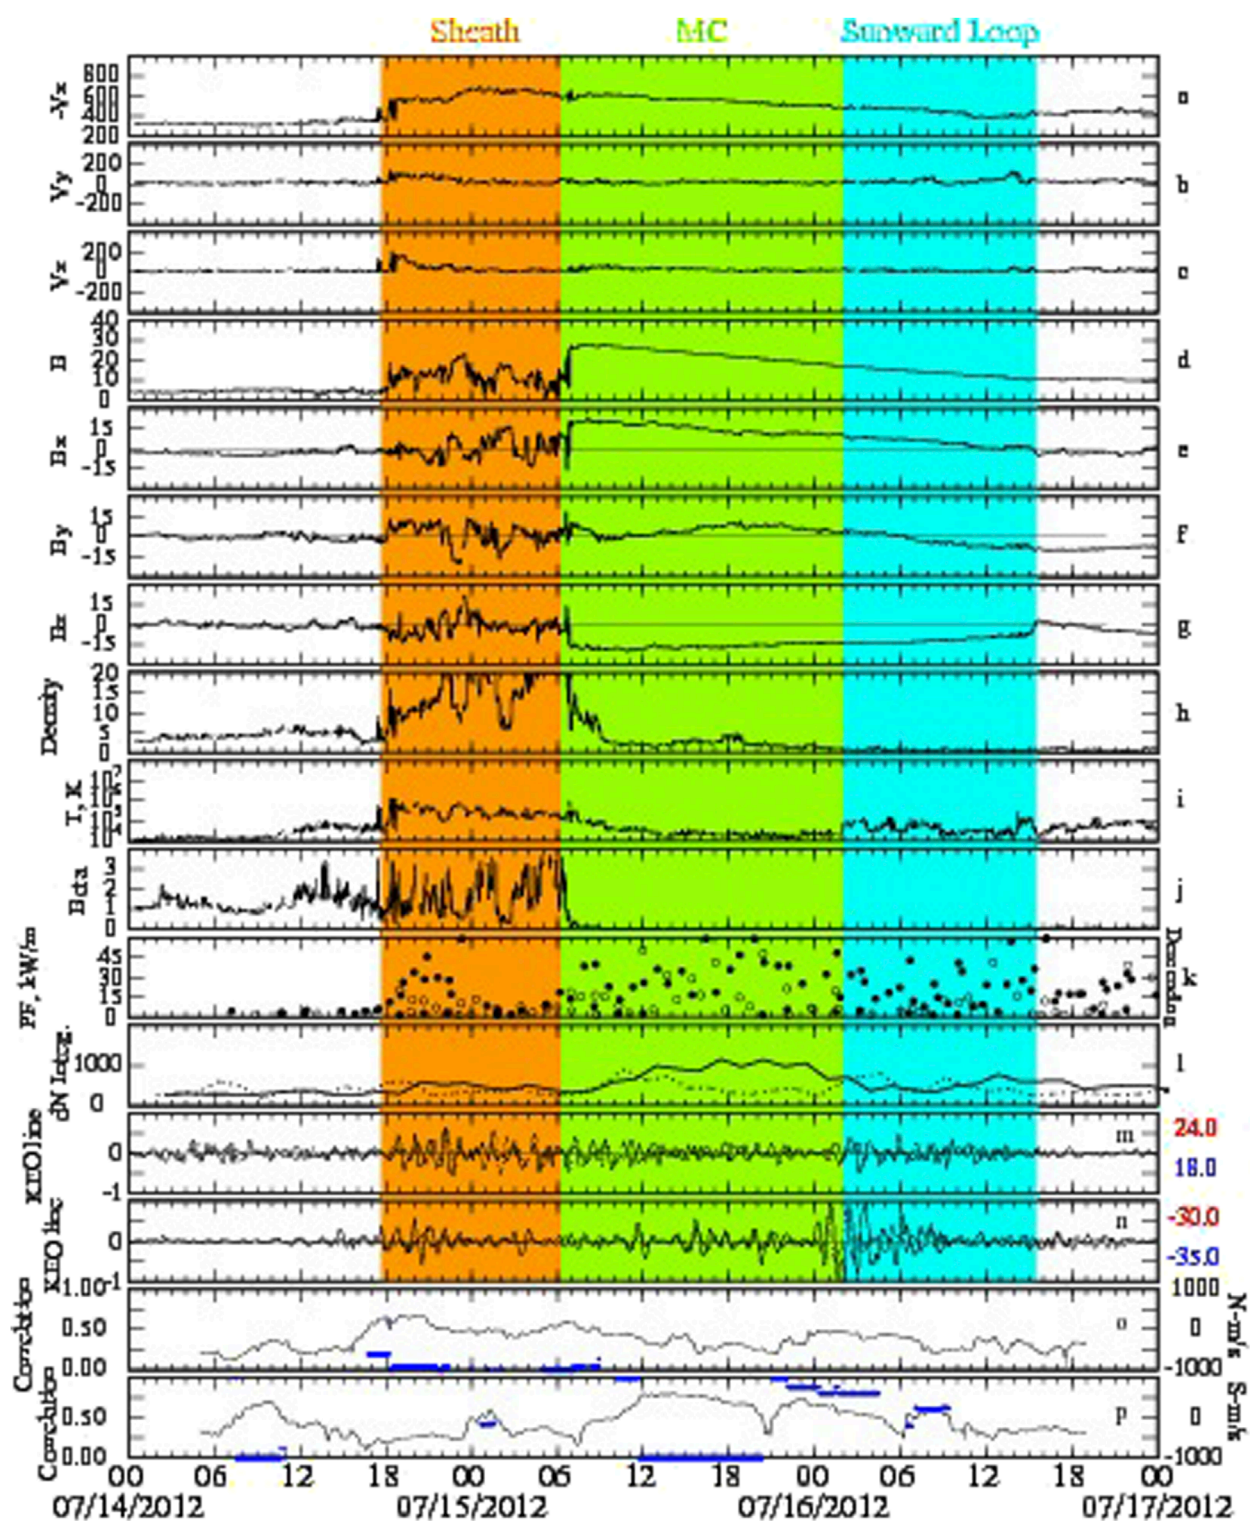 Sheath MC Sunward Loop
800
600
400
200
-Vx
a
200
0
-200
Vy
b
200
0
-200
Vz
c
40
30
20
10
0
B
d
15
0
-15
Bx
e
15
0
-15
By
f
15
0
-15
Bz
g
20
15
10
5
0
Density
h
T, K
i
3
2
1
0
Beta
j
45
30
15
0
PF, kW/m
k
1000
0
dN Integ.
l
0
-1
KEO line
m
24.0
18.0
0
-1
KEO line
n
-30.0
-35.0
1.00
0.50
0.00
Correlation
o
1000
0
-1000
N-m/s
0.50
0.00
Correlation
p
0
-1000
S-m/s
00 06 12 18 00 06 12 18 00 06 12 18 00
07/14/2012 07/15/2012 07/16/2012 07/17/2012